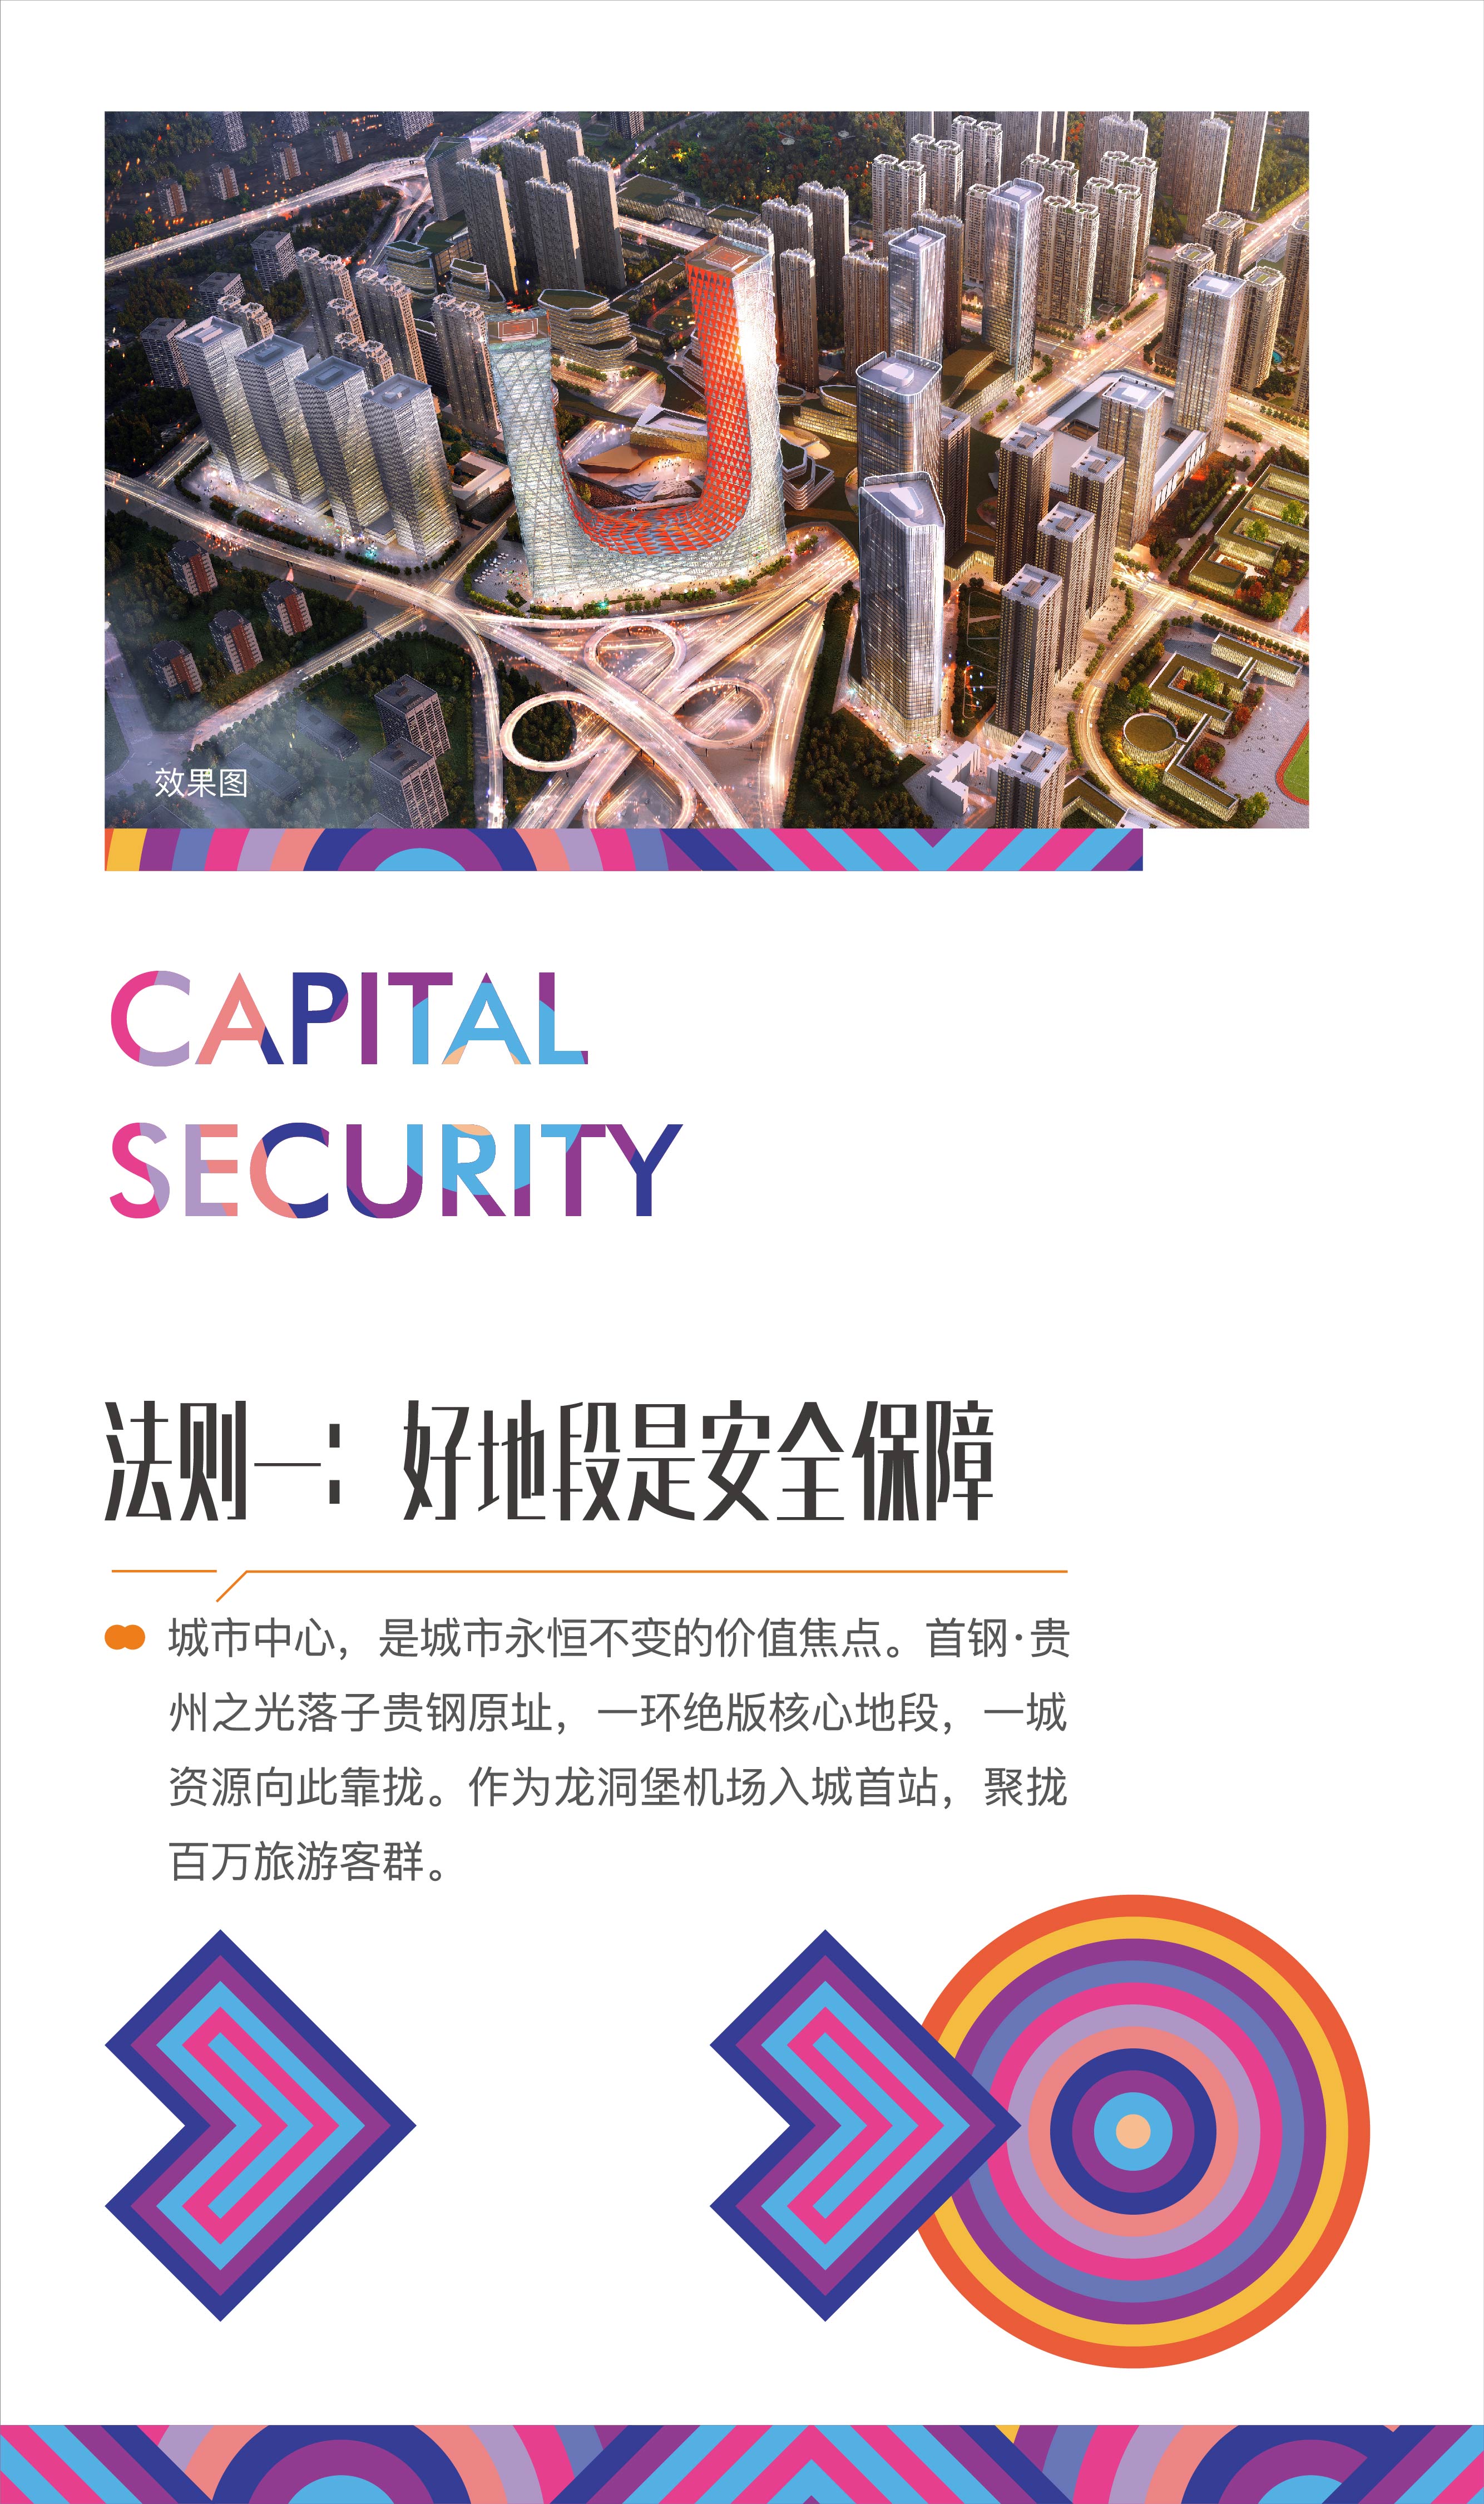 效果图
CAPITAL
SECURITY
法则一：好地段是安全保障
城市中心，是城市永恒不变的价值焦点。首钢·贵
州之光落子贵钢原址，一环绝版核心地段，一城
资源向此靠拢。作为龙洞堡机场入城首站，聚拢
百万旅游客群。